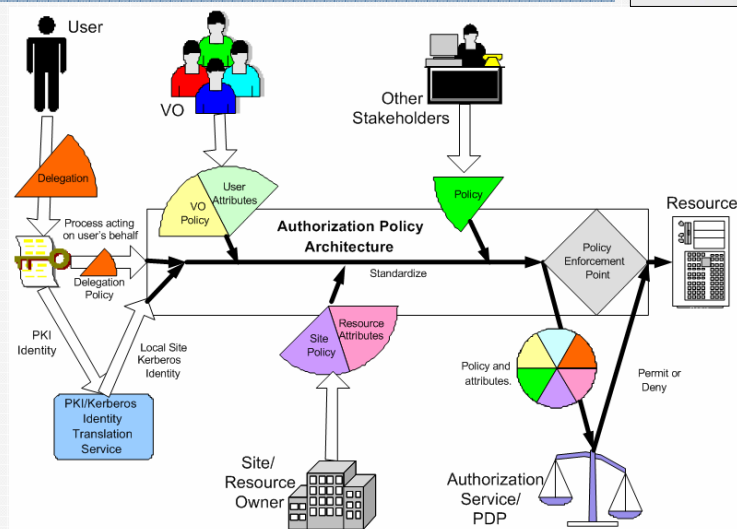 User
VO
Other
Stakeholders
Delegation
User
Attributes
VO
Policy
Policy
Resource
Process acting
on user's behalf
Authorization Policy
Architecture
Policy
Enforcement
Point
Standardize
Delegation
Policy
PKI
Identity
Local Site
Kerberos
Identity
Site
Policy
Resource
Attributes
Policy and
attributes.
Permit or
Deny
PKI/Kerberos
Identity
Translation
Service
Site/
Resource
Owner
Authorization
Service/
PDP